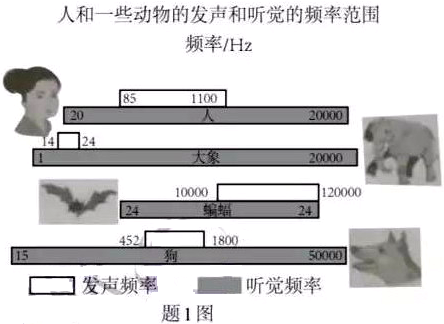 人和一些动物的发声和听觉的频率范围
频率/Hz
85 1100
20 人 20000
14 24
1 大象 20000
10000 120000
24 蝙蝠 24
452 1800
15 狗 50000
发声频率 听觉频率
题1图